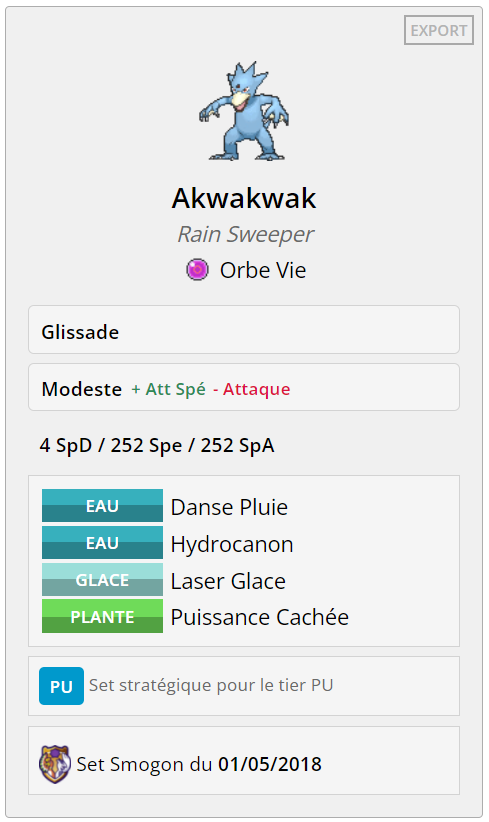 EXPORT
Akwakwak
Rain Sweeper
Orbe Vie
Glissade
Modeste + Att Spé - Attaque
4 SpD / 252 Spe / 252 SpA
EAU Danse Pluie
EAU Hydrocanon
GLACE Laser Glace
PLANTE Puissance Cachée
PU Set stratégique pour le tier PU
Set Smogon du 01/05/2018